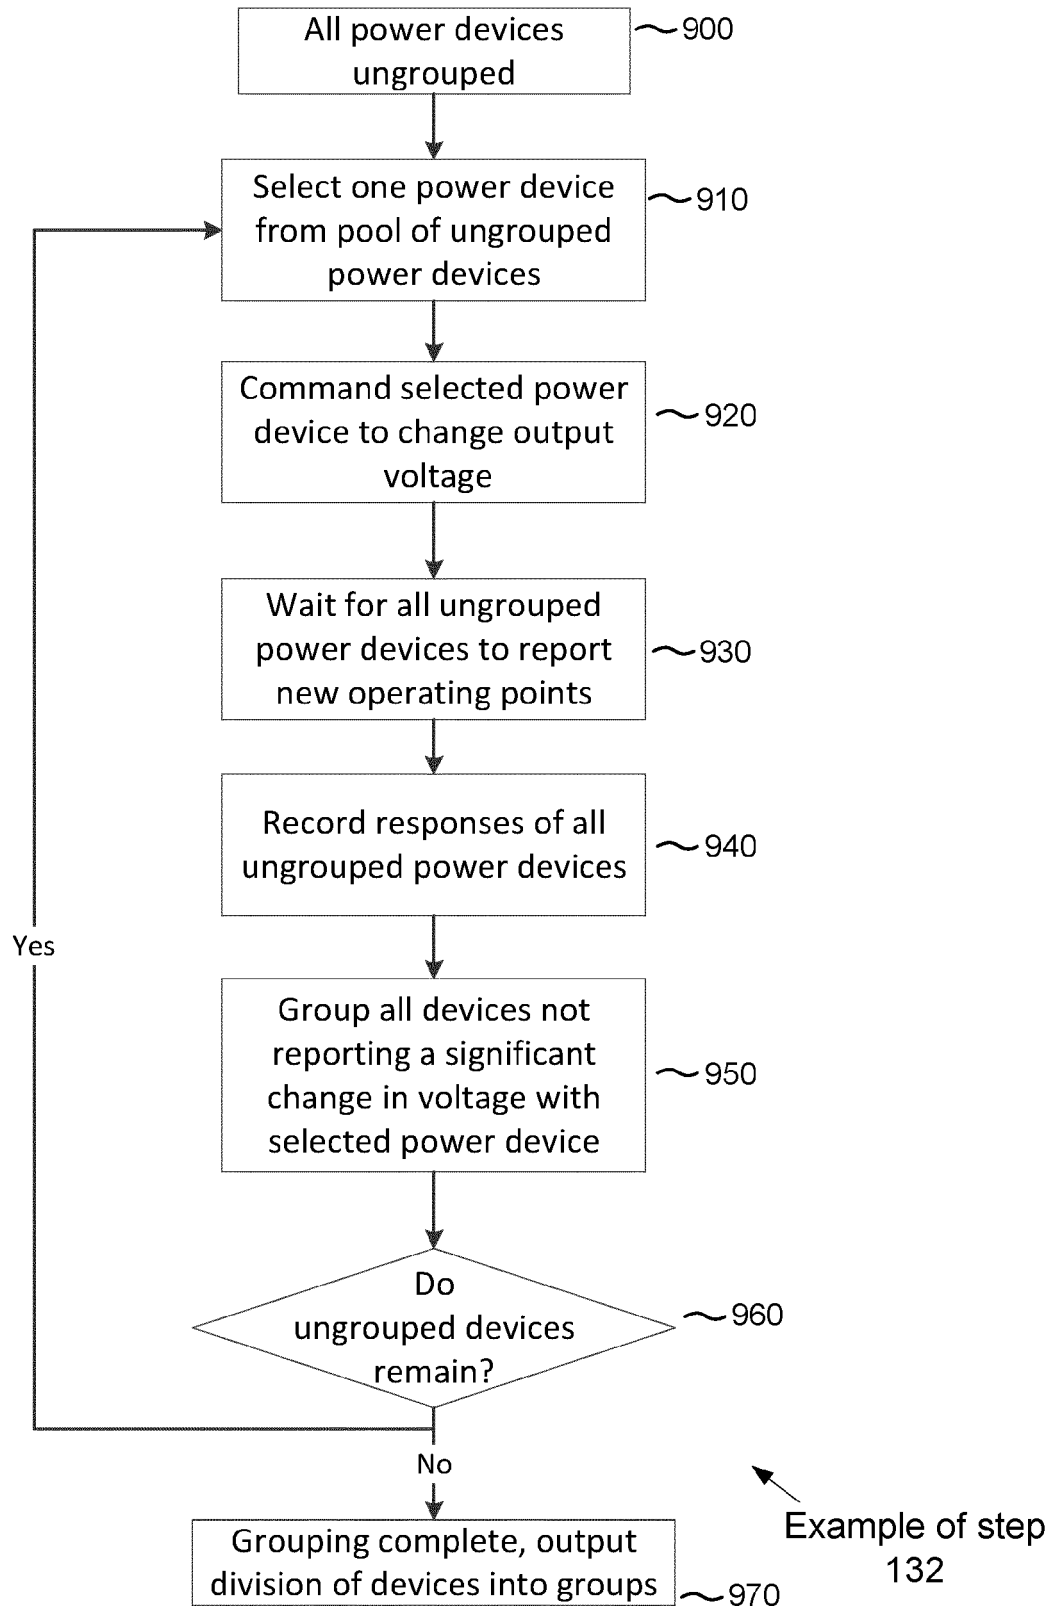 All power devices
ungrouped
900
Select one power device
from pool of ungrouped
power devices
910
Command selected power
device to change output
voltage
920
Wait for all ungrouped
power devices to report
new operating points
930
Record responses of all
ungrouped power devices
940
Yes
Group all devices not
reporting a significant
change in voltage with
selected power device
950
Do
ungrouped devices
remain?
960
No
Grouping complete, output
division of devices into groups
970
Example of step
132